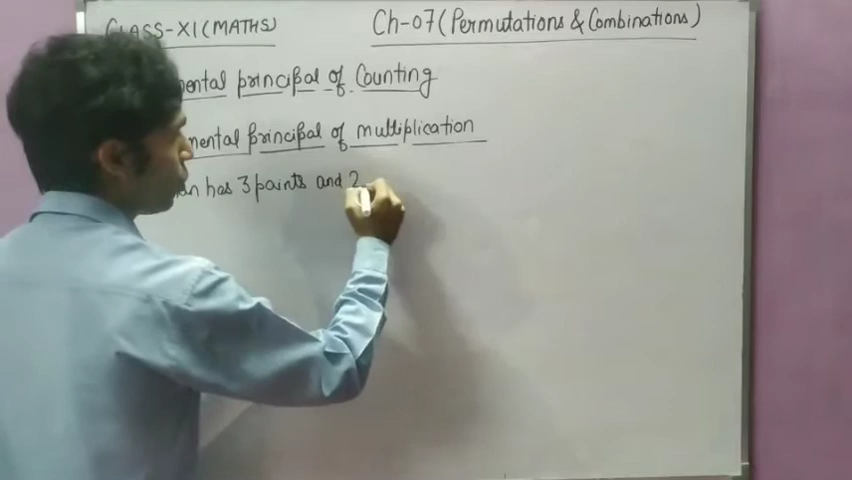 CLASS-XI (MATHS)
Ch-07 (Permutations & Combinations)
mental principal of Counting
mental principal of multiplication
an has 3 paints and 2